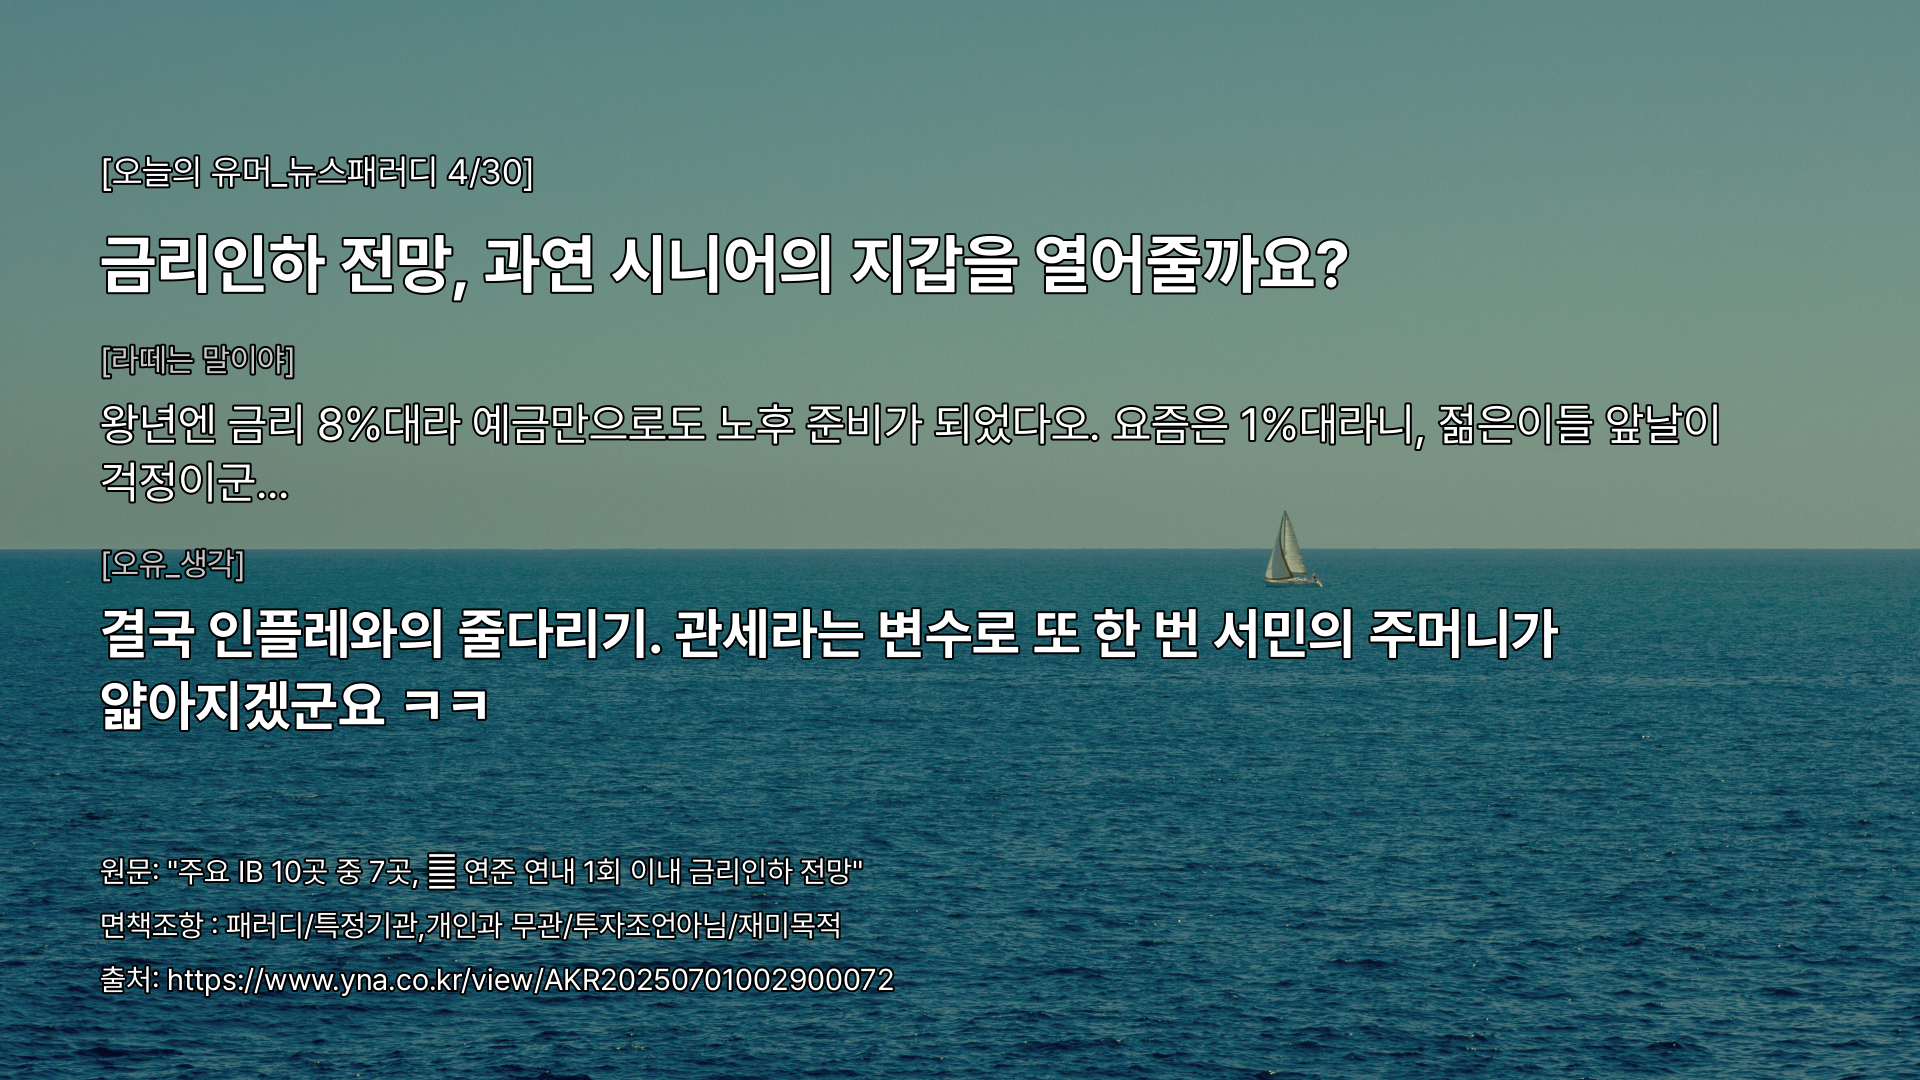 [오늘의 유머_뉴스패러디 4/30]
금리인하 전망, 과연 시니어의 지갑을 열어줄까요?
[라떼는 말이야]
왕년엔 금리 8%대라 예금만으로도 노후 준비가 되었다오. 요즘은 1%대라니, 젊은이들 앞날이
걱정이군...
[오유_생각]
결국 인플레와의 줄다리기. 관세라는 변수로 또 한 번 서민의 주머니가
얇아지겠군요 ㅋㅋ
원문: "주요 IB 10곳 중 7곳, 연준 연내 1회 이내 금리인하 전망"
면책조항 : 패러디/특정기관,개인과 무관/투자조언아님/재미목적
출처: https://www.yna.co.kr/view/AKR20250701002900072